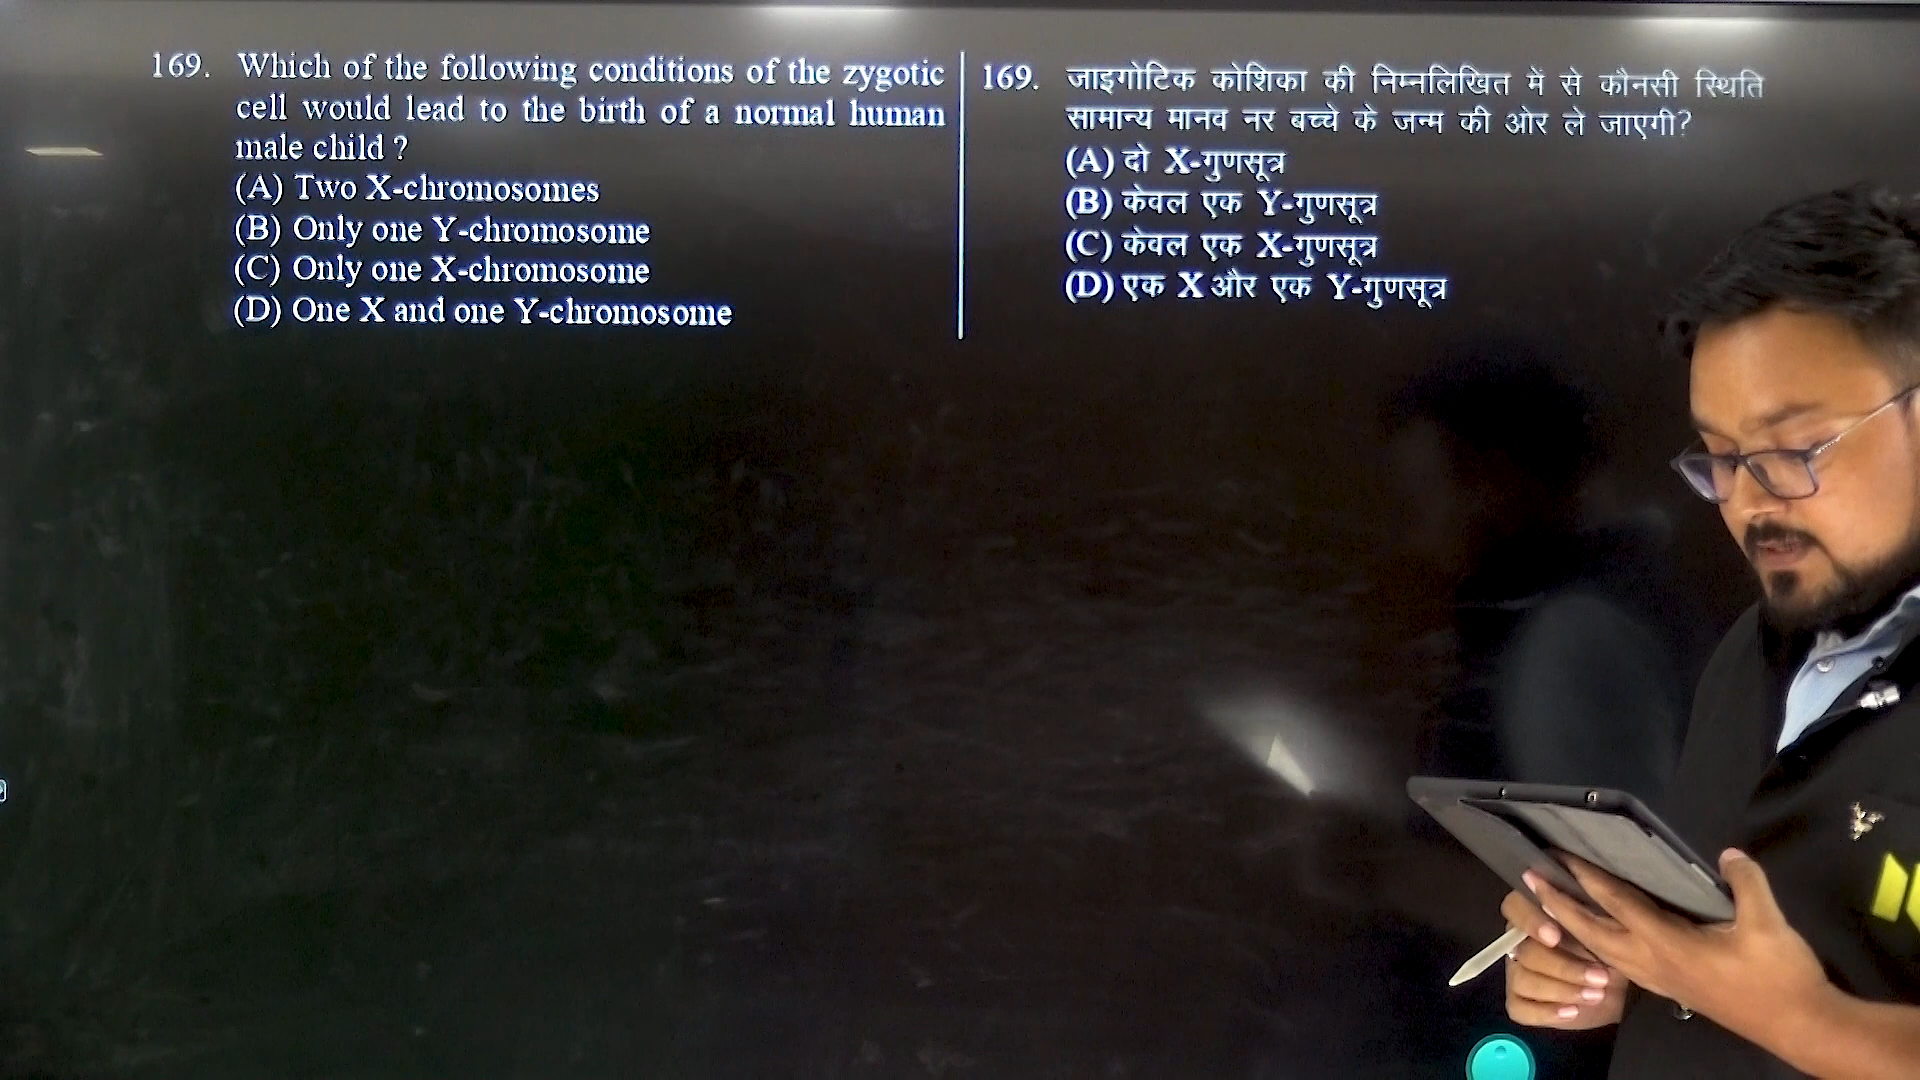 169. Which of the following conditions of the zygotic
cell would lead to the birth of a normal human
male child ?
(A) Two X-chromosomes
(B) Only one Y-chromosome
(C) Only one X-chromosome
(D) One X and one Y-chromosome
169. जाइगोटिक कोशिका की निम्नलिखित में से कौनसी स्थिति
सामान्य मानव नर बच्चे के जन्म की ओर ले जाएगी?
(A) दो X-गुणसूत्र
(B) केवल एक Y-गुणसूत्र
(C) केवल एक X-गुणसूत्र
(D) एक X और एक Y-गुणसूत्र